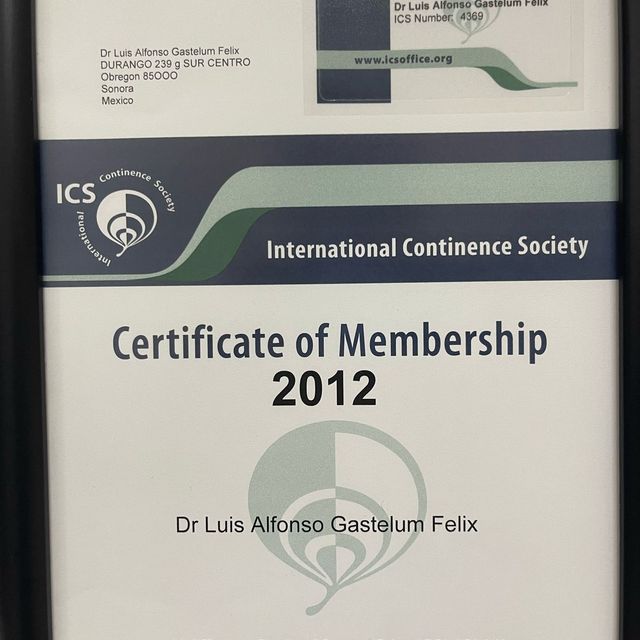 Dr Luis Alfonso Gastelum Felix
ICS Number: 4369
www.icsoffice.org
Dr Luis Alfonso Gastelum Felix
DURANGO 239 g SUR CENTRO
Obregon 85OOO
Sonora
Mexico
ICS
International Continence Society
International Continence Society
Certificate of Membership
2012
Dr Luis Alfonso Gastelum Felix